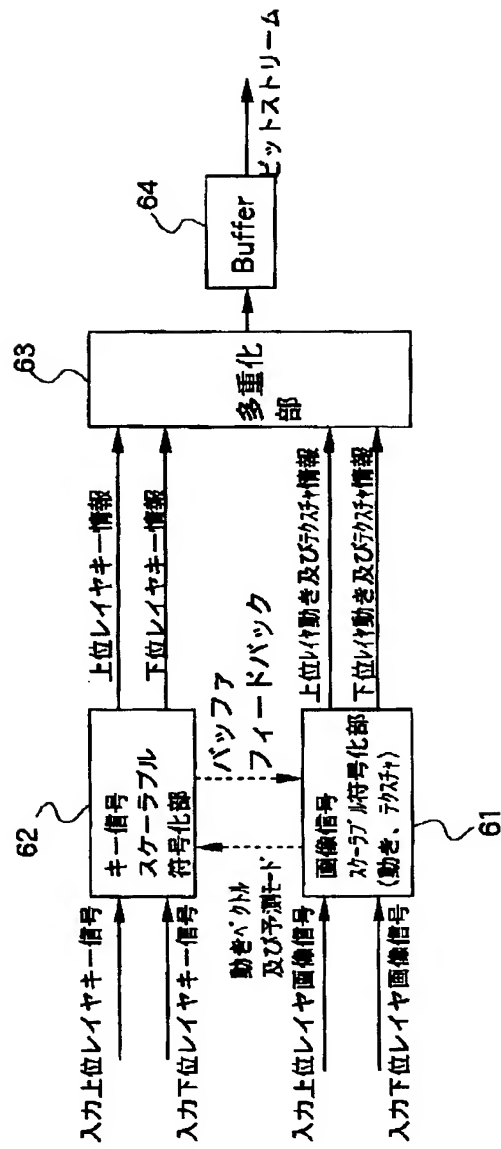 入力上位レイヤキー信号
入力下位レイヤキー信号
62
キー信号
スケーラブル
符号化部
上位レイヤキー情報
下位レイヤキー情報
動きベクトル
及び予測モード
バッファ
フィードバック
入力上位レイヤ画像信号
入力下位レイヤ画像信号
画像信号
スケーラブル符号化部
(動き、テクスチャ)
61
上位レイヤ動き及びテクスチャ情報
下位レイヤ動き及びテクスチャ情報
63
多重化
部
64
Buffer
ビットストリーム